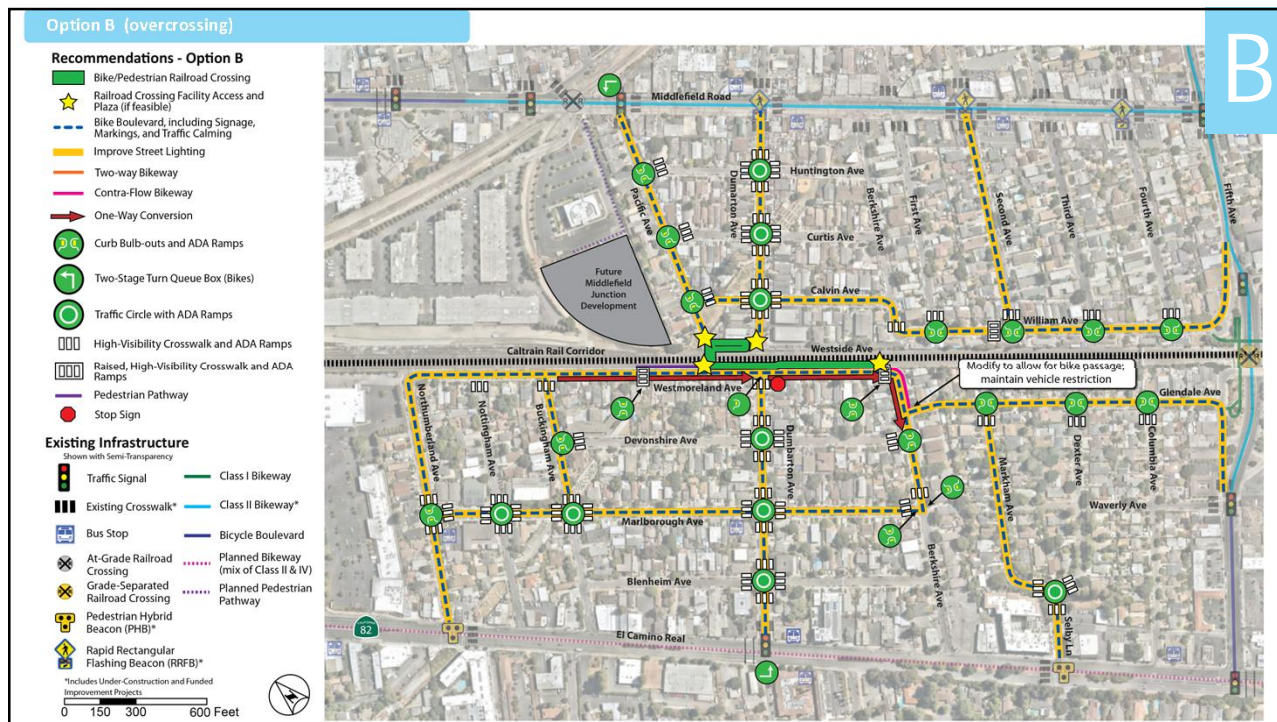 Option B (overcrossing)
B
Recommendations - Option B
Bike/Pedestrian Railroad Crossing
Railroad Crossing Facility Access and
Plaza (if feasible)
Bike Boulevard, including Signage,
Markings, and Traffic Calming
Improve Street Lighting
Two-way Bikeway
Contra-Flow Bikeway
One-Way Conversion
Curb Bulb-outs and ADA Ramps
Two-Stage Turn Queue Box (Bikes)
Traffic Circle with ADA Ramps
High-Visibility Crosswalk and ADA Ramps
Raised, High-Visibility Crosswalk and ADA
Ramps
Pedestrian Pathway
Stop Sign
Existing Infrastructure
Shown with Semi-Transparency
Traffic Signal
Existing Crosswalk*
Bus Stop
At-Grade Railroad
Crossing
Grade-Separated
Railroad Crossing
Pedestrian Hybrid
Beacon (PHB)*
Rapid Rectangular
Flashing Beacon (RRFB)*
Class I Bikeway
Class II Bikeway*
Bicycle Boulevard
Planned Bikeway
(mix of Class II & IV)
Planned Pedestrian
Pathway
*Includes Under-Construction and Funded
Improvement Projects
0 150 300 600 Feet
Middlefield Road
Pacific Ave
Dumarton Ave
Huntington Ave
Curtis Ave
Berkshire Ave
First Ave
Second Ave
Third Ave
Fourth Ave
Fifth Ave
Future
Middlefield
Junction
Development
Calvin Ave
William Ave
Caltrain Rail Corridor
Westside Ave
R R
R R
Modify to allow for bike passage;
maintain vehicle restriction
Westmoreland Ave
Glendale Ave
Northumberland Ave
Nottingham Ave
Buckingham Ave
Devonshire Ave
Dumbarton Ave
Markham Ave
Dexter Ave
Columbia Ave
Waverly Ave
Marlborough Ave
Berkshire Ave
Blenheim Ave
Selby Ln
82
El Camino Real